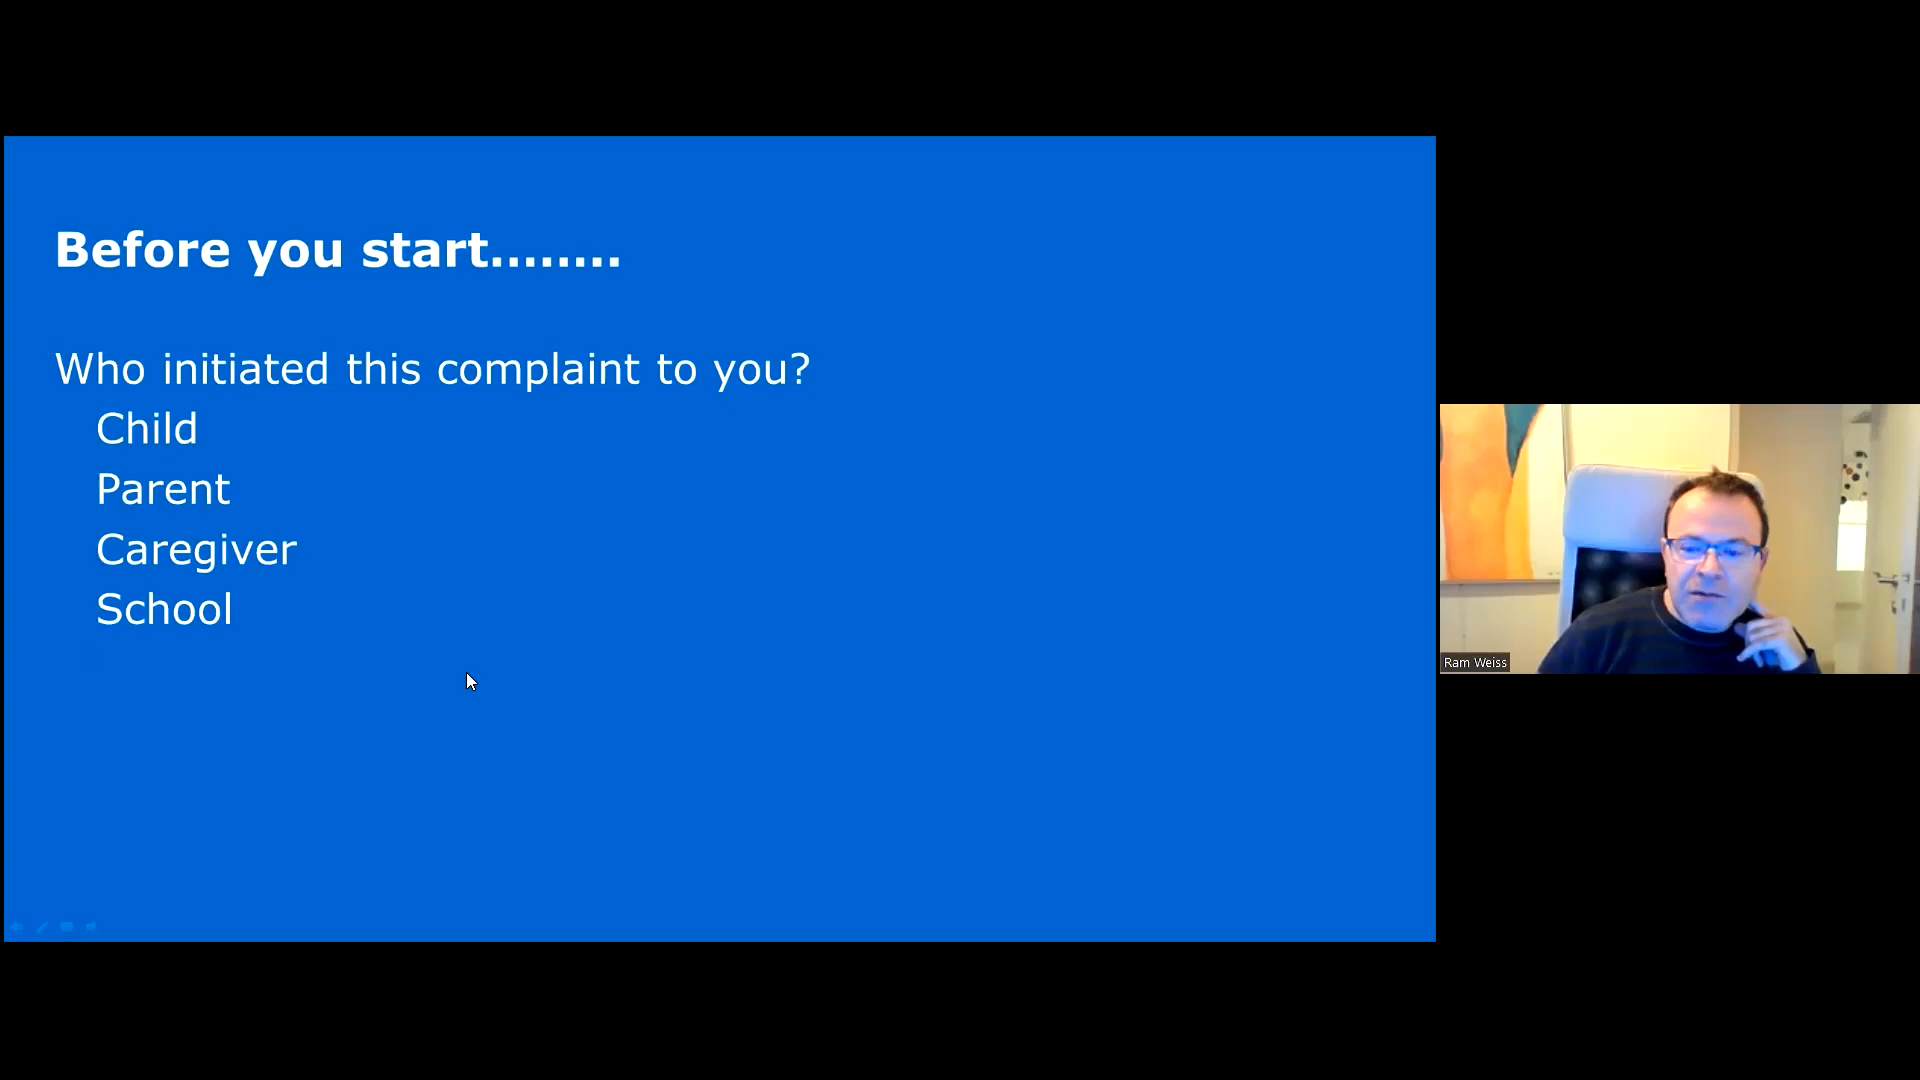 Before you start........
Who initiated this complaint to you?
Child
Parent
Caregiver
School
Ram Weiss